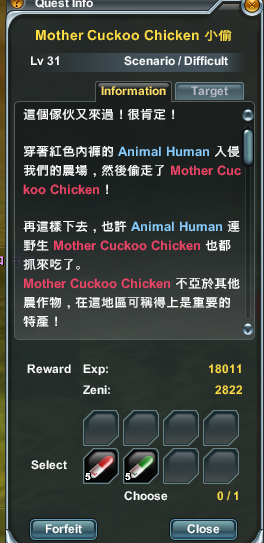 Quest Info
Mother Cuckoo Chicken 小偷
Lv 31 Scenario / Difficult
Information Target
這個傢伙又來過！很肯定！
穿著紅色內褲的 Animal Human 入侵
我們的農場，然後偷走了 Mother Cuc
koo Chicken！
再這樣下去，也許 Animal Human 連
野生 Mother Cuckoo Chicken 也都
抓來吃了。
Mother Cuckoo Chicken 不亞於其他
農作物，在這地區可稱得上是重要的
特產！
Reward Exp: 18011
Zeni: 2822
Select 5 5
Choose 0 / 1
Forfeit Close